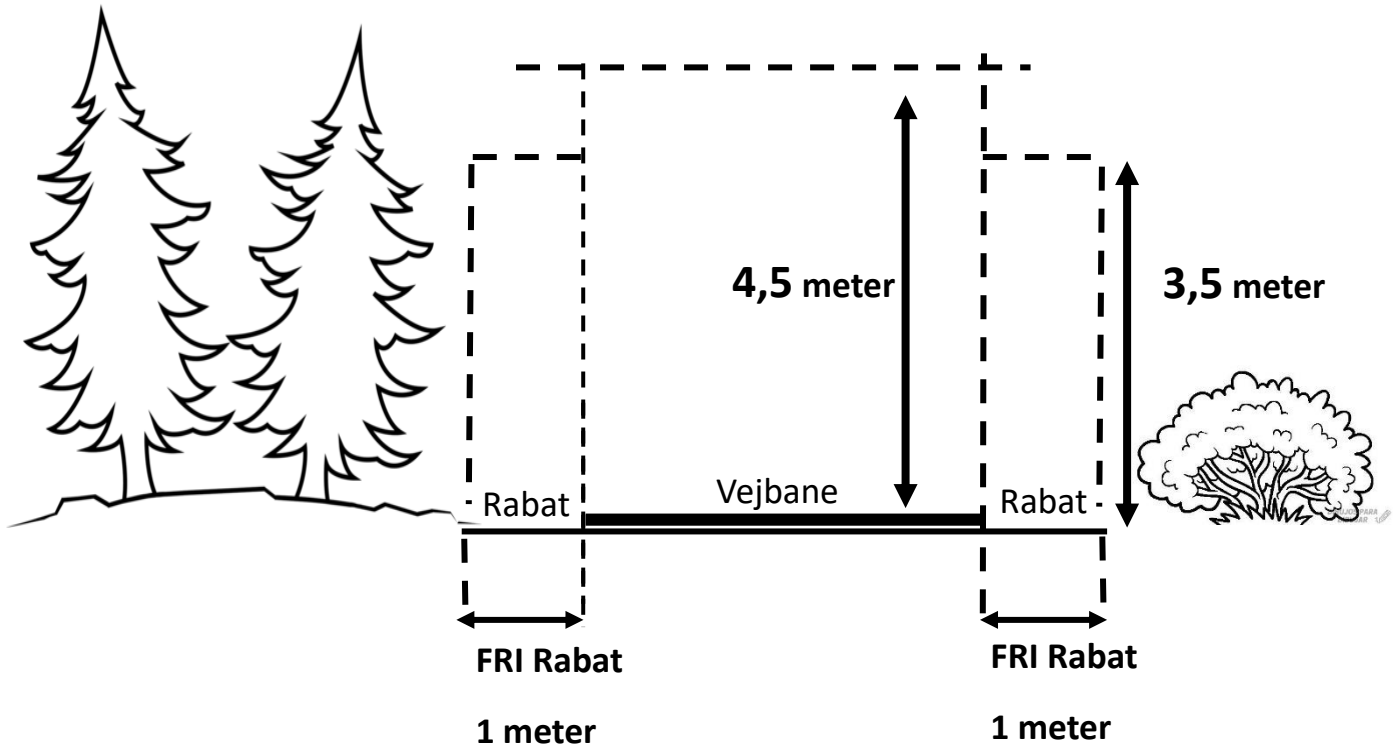 4,5 meter
3,5 meter
Rabat
Vejbane
Rabat
FRI Rabat
1 meter
FRI Rabat
1 meter